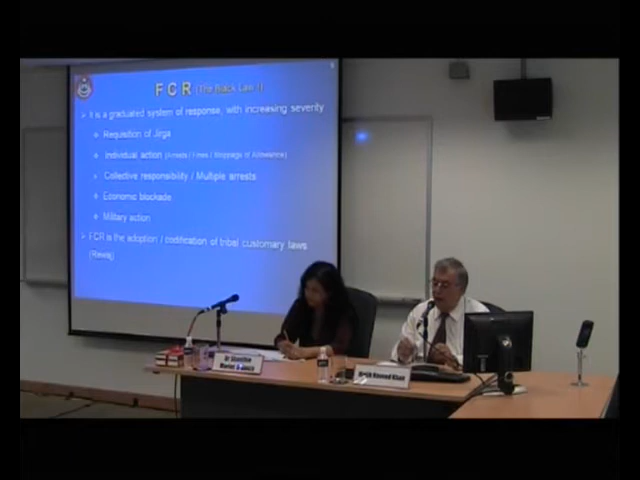 F C R (The Black Law !)
It is a graduated system of response, with increasing severity
Requisition of Jirga
Individual action (Arrests / Fines / Stoppage of Allowance)
Collective responsibility / Multiple arrests
Economic blockade
Military action
FCR is the adoption / codification of tribal customary laws
(Rewaj)
Dr
Khan